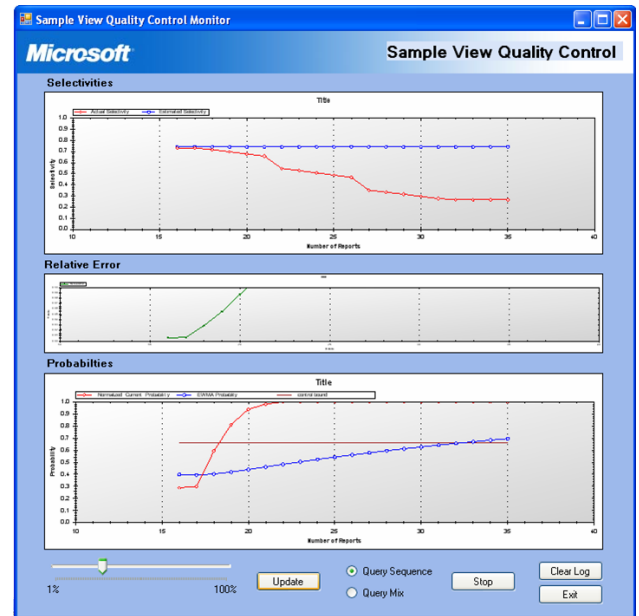 Sample View Quality Control Monitor
Microsoft
Sample View Quality Control
Selectivities
Title
Actual Selectivity Estimated Selectivity
1.0
0.9
0.8
0.7
0.6
0.5
0.4
0.3
0.2
0.1
0.0
Selectivity
10 15 20 25 30 35 40
Number of Reports
Relative Error
Probabilties
Title
Normalized Current Probability EWMA Probability control bound
1.0
0.9
0.8
0.7
0.6
0.5
0.4
0.3
0.2
0.1
0.0
Probability
10 15 20 25 30 35 40
Number of Reports
1% 100%
Update
Query Sequence
Query Mix
Stop
Clear Log
Exit